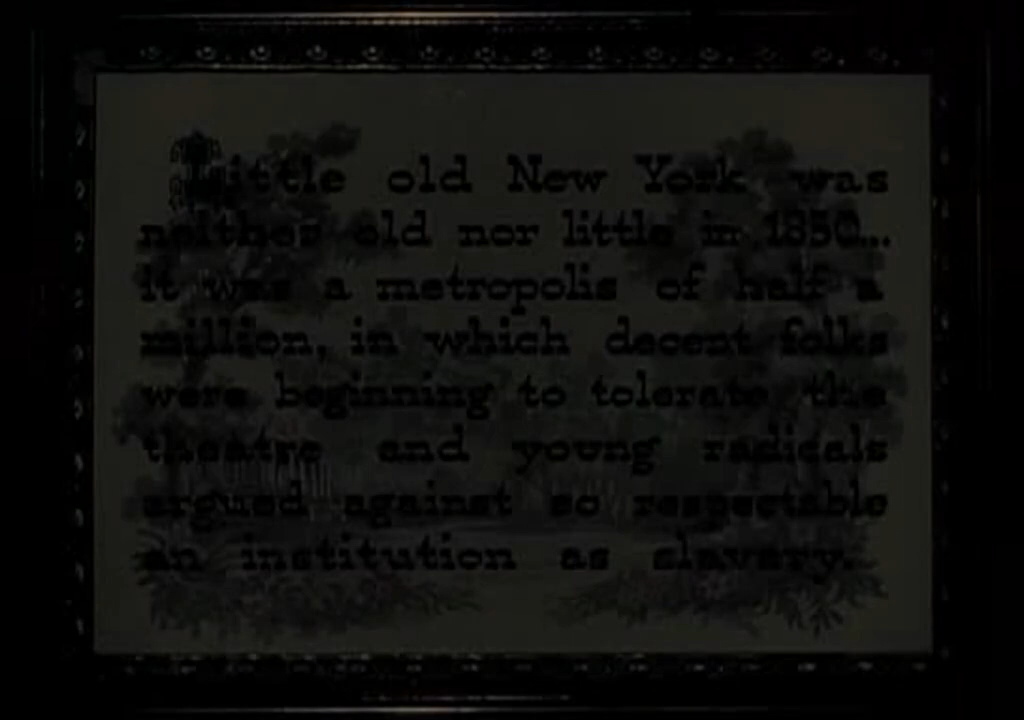 Little old New York was
neither old nor little in 1850...
it was a metropolis of half a
million, in which decent folks
were beginning to tolerate the
theatre and young radicals
argued against so respectable
an institution as slavery.